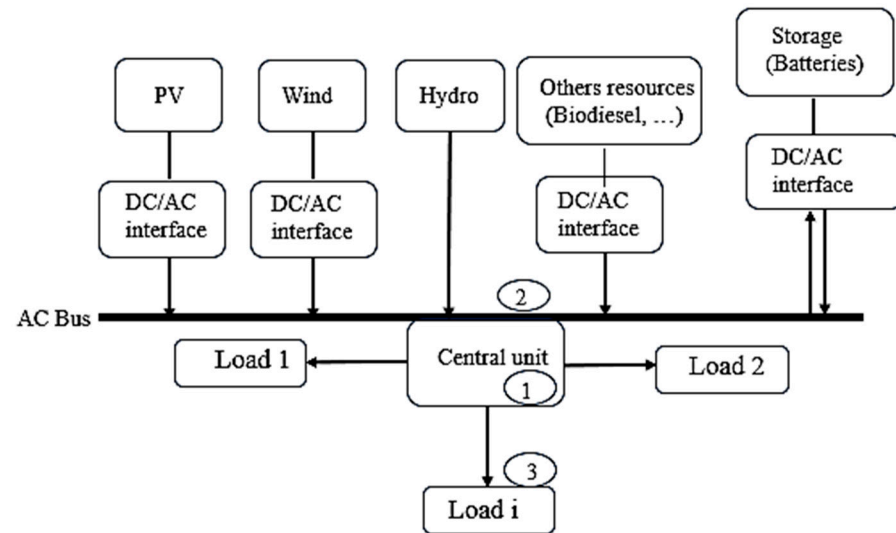 Storage
(Batteries)
PV
Wind
Hydro
Others resources
(Biodiesel, ...)
DC/AC
interface
DC/AC
interface
DC/AC
interface
DC/AC
interface
2
AC Bus
Load 1
Central unit
1
Load 2
3
Load i